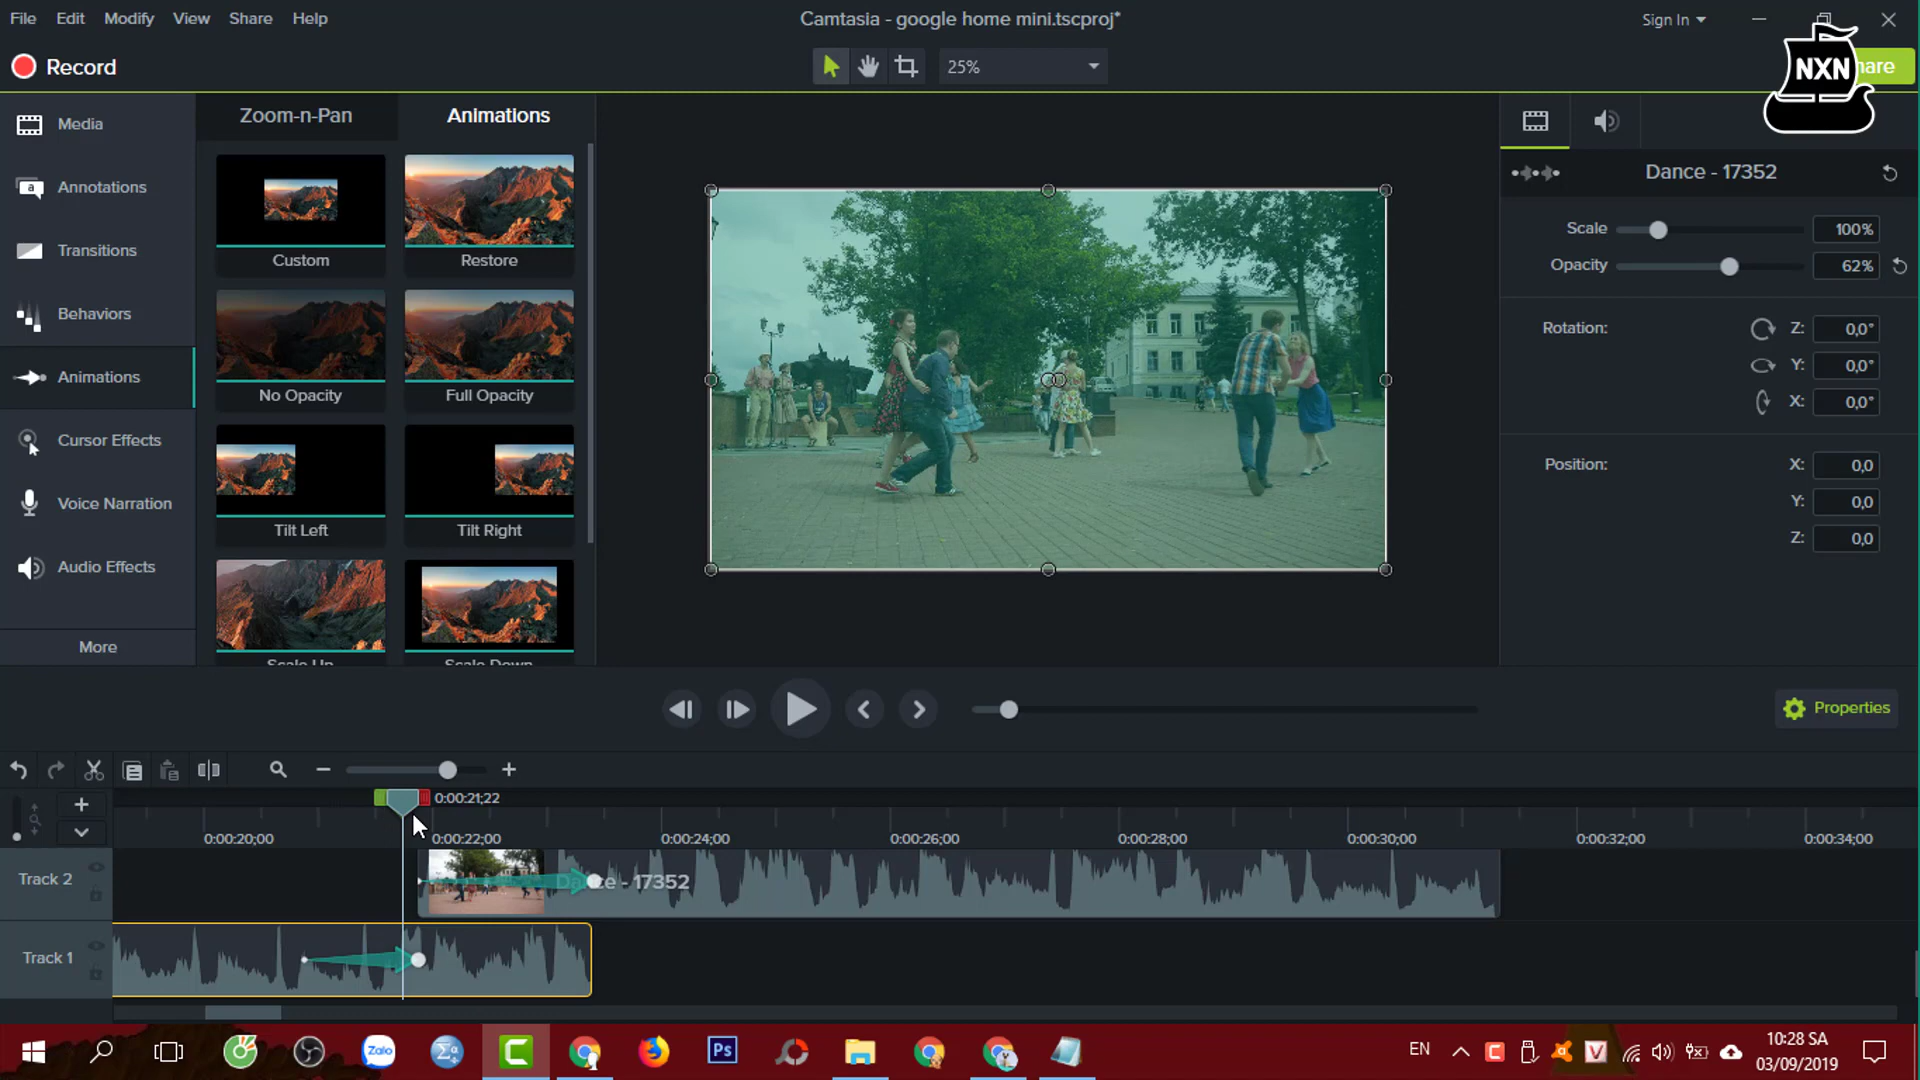 File Edit Modify View Share Help
Camtasia - google home mini.tscproj*
Sign In
Record
25%
NXN
are
Media
Annotations
Transitions
Behaviors
Animations
Cursor Effects
Voice Narration
Audio Effects
More
Zoom-n-Pan
Animations
Custom
Restore
No Opacity
Full Opacity
Tilt Left
Tilt Right
Scale Up
Scale Down
Dance - 17352
Scale 100%
Opacity 62%
Rotation: Z: 0,0°
Y: 0,0°
X: 0,0°
Position: X: 0,0
Y: 0,0
Z: 0,0
Properties
0:00:21;22
0:00:20;00 0:00:22;00 0:00:24;00 0:00:26;00 0:00:28;00 0:00:30;00 0:00:32;00 0:00:34;00
Track 2
Dance - 17352
Track 1
Zalo
Ps
EN
10:28 SA
03/09/2019